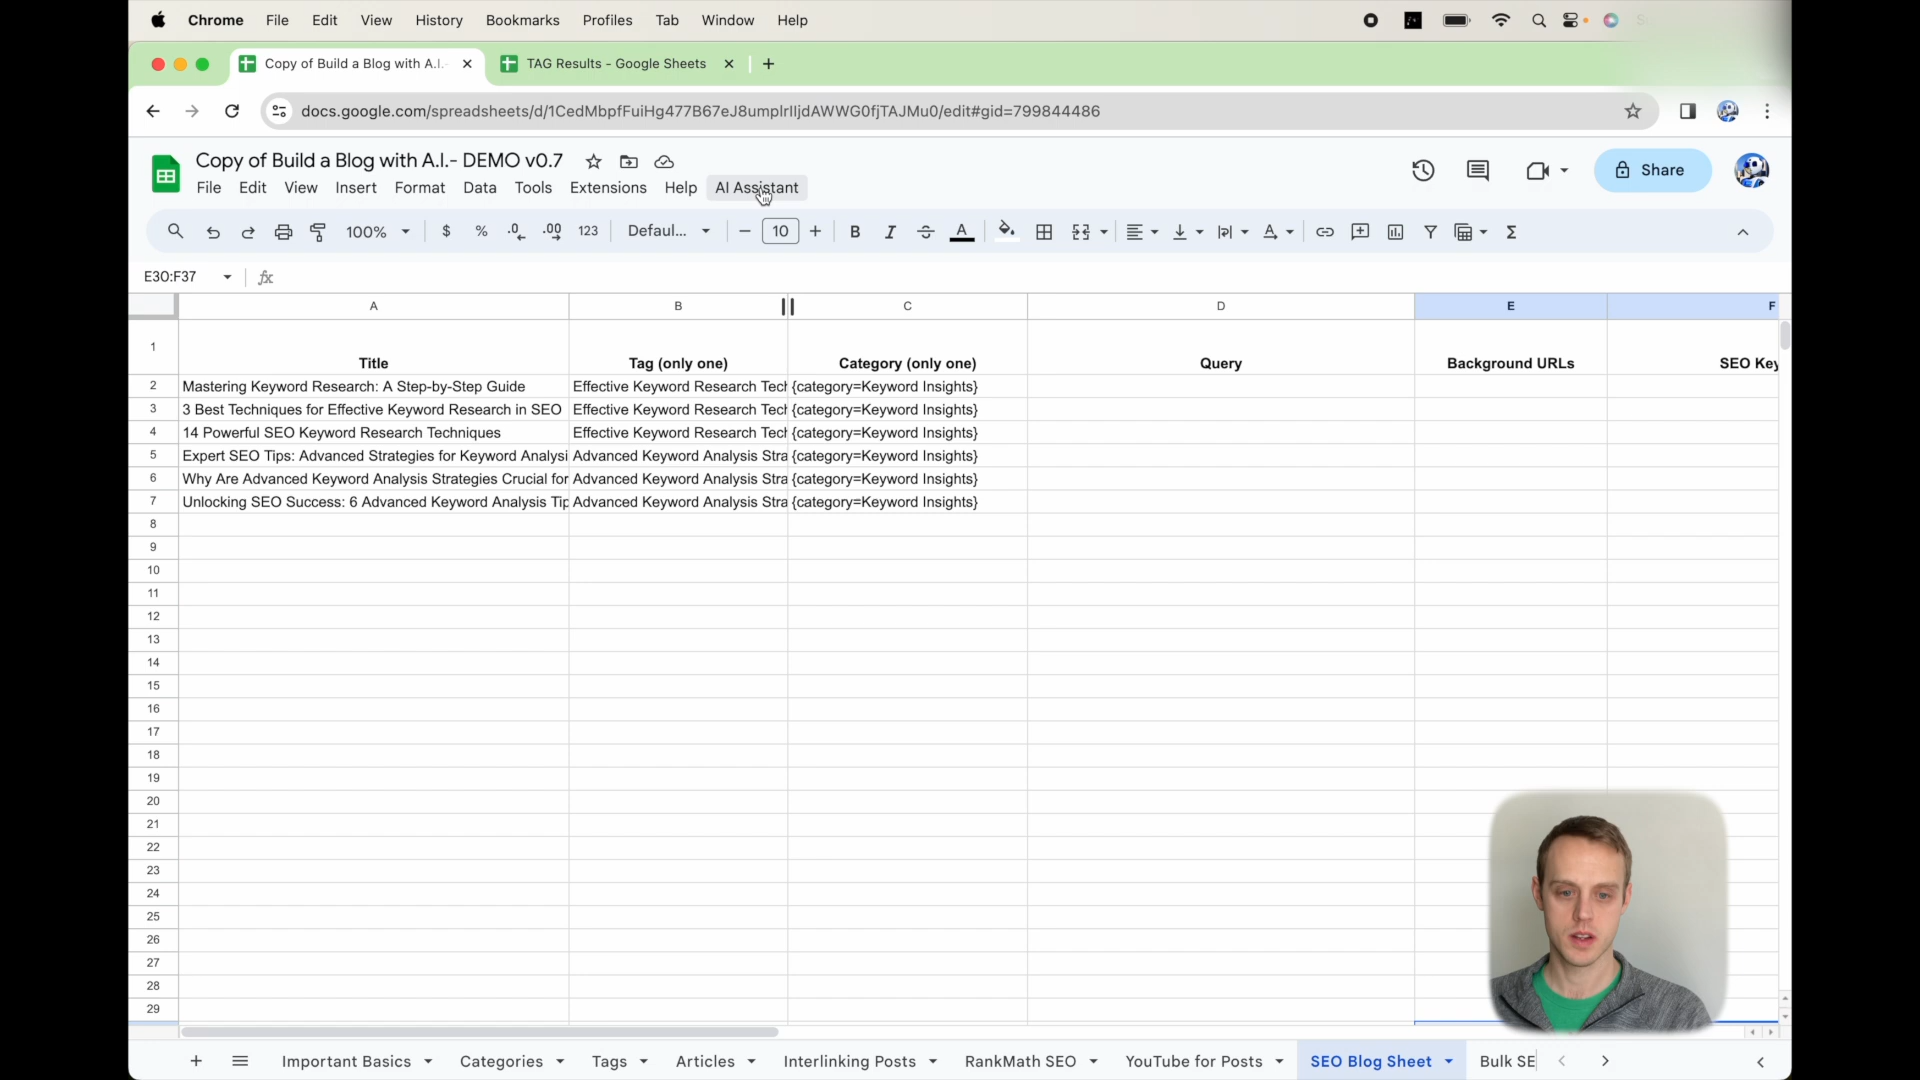 Chrome File Edit View History Bookmarks Profiles Tab Window Help
Copy of Build a Blog with A.I.- TAG Results - Google Sheets
docs.google.com/spreadsheets/d/1CedMbpfFuiHg477B67eJ8umplrIljdAWWG0fjTAJMu0/edit#gid=799844486
Copy of Build a Blog with A.I.- DEMO v0.7
File Edit View Insert Format Data Tools Extensions Help AI Assistant
Share
100% $ % .0 .00 123 Defaul... 10 B I A
E30:F37 fx
A B C D E F
1 Title Tag (only one) Category (only one) Query Background URLs SEO Key
2 Mastering Keyword Research: A Step-by-Step Guide Effective Keyword Research Tech {category=Keyword Insights}
3 3 Best Techniques for Effective Keyword Research in SEO Effective Keyword Research Tech {category=Keyword Insights}
4 14 Powerful SEO Keyword Research Techniques Effective Keyword Research Tech {category=Keyword Insights}
5 Expert SEO Tips: Advanced Strategies for Keyword Analysi Advanced Keyword Analysis Stra {category=Keyword Insights}
6 Why Are Advanced Keyword Analysis Strategies Crucial for Advanced Keyword Analysis Stra {category=Keyword Insights}
7 Unlocking SEO Success: 6 Advanced Keyword Analysis Tip Advanced Keyword Analysis Stra {category=Keyword Insights}
8
9
10
11
12
13
14
15
16
17
18
19
20
21
22
23
24
25
26
27
28
29
Important Basics Categories Tags Articles Interlinking Posts RankMath SEO YouTube for Posts SEO Blog Sheet Bulk SE